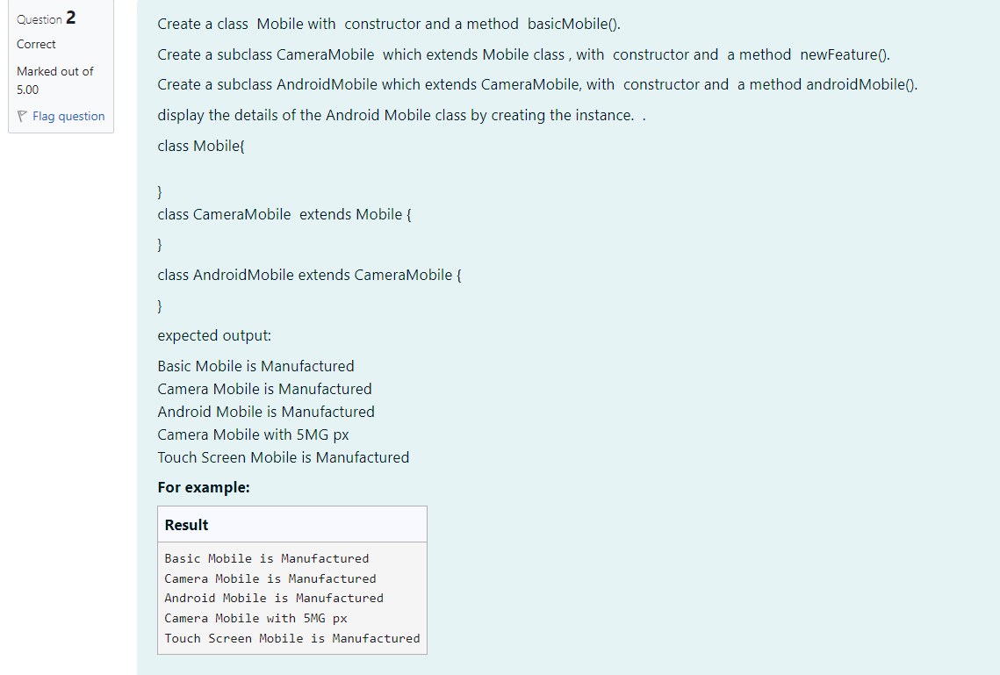 Question 2
Correct
Marked out of
5.00
Flag question
Create a class Mobile with constructor and a method basicMobile().
Create a subclass CameraMobile which extends Mobile class , with constructor and a method newFeature().
Create a subclass AndroidMobile which extends CameraMobile, with constructor and a method androidMobile().
display the details of the Android Mobile class by creating the instance. .
class Mobile{
}
class CameraMobile extends Mobile {
}
class AndroidMobile extends CameraMobile {
}
expected output:
Basic Mobile is Manufactured
Camera Mobile is Manufactured
Android Mobile is Manufactured
Camera Mobile with 5MG px
Touch Screen Mobile is Manufactured
For example:
Result
Basic Mobile is Manufactured
Camera Mobile is Manufactured
Android Mobile is Manufactured
Camera Mobile with 5MG px
Touch Screen Mobile is Manufactured